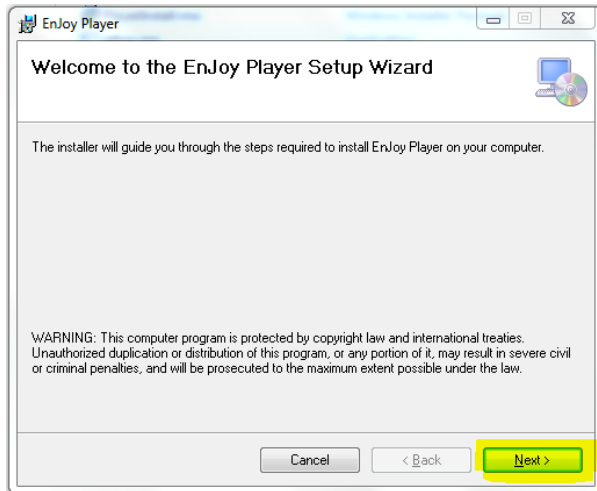 EnJoy Player
Welcome to the EnJoy Player Setup Wizard
The installer will guide you through the steps required to install EnJoy Player on your computer.
WARNING: This computer program is protected by copyright law and international treaties.
Unauthorized duplication or distribution of this program, or any portion of it, may result in severe civil
or criminal penalties, and will be prosecuted to the maximum extent possible under the law.
Cancel
< Back
Next >